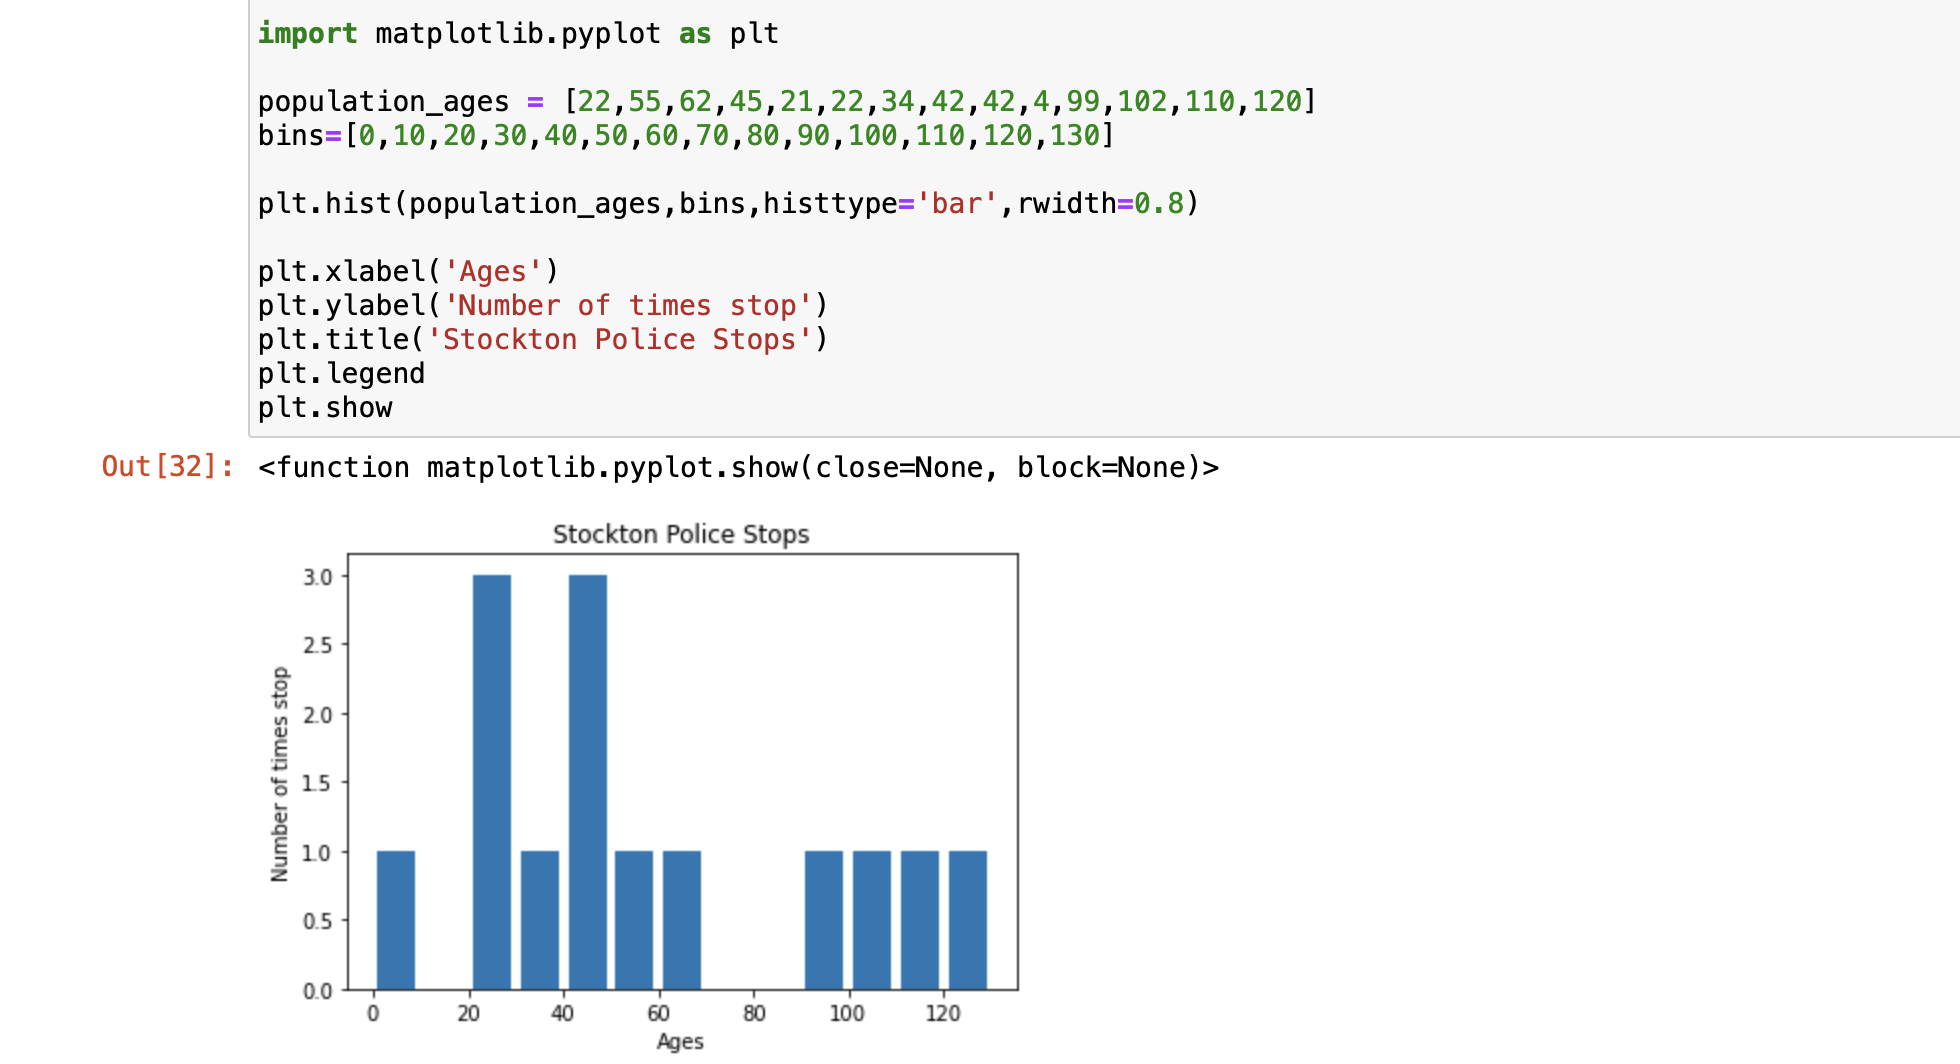 import matplotlib.pyplot as plt
population_ages = [22,55,62,45,21,22,34,42,42,4,99,102,110,120]
bins=[0,10,20,30,40,50,60,70,80,90,100,110,120,130]
plt.hist(population_ages,bins,histtype='bar',rwidth=0.8)
plt.xlabel('Ages')
plt.ylabel('Number of times stop')
plt.title('Stockton Police Stops')
plt.legend
plt.show
Out[32]: <function matplotlib.pyplot.show(close=None, block=None)>
Stockton Police Stops
Number of times stop
3.0
2.5
2.0
1.5
1.0
0.5
0.0
0 20 40 60 80 100 120
Ages